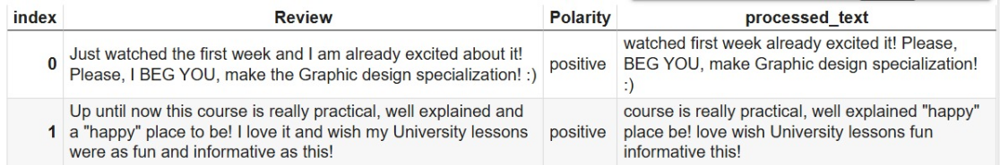 index Review Polarity processed_text
0 Just watched the first week and I am already excited about it! Please, I BEG YOU, make the Graphic design specialization! :) positive watched first week already excited it! Please, BEG YOU, make Graphic design specialization! :)
1 Up until now this course is really practical, well explained and a "happy" place to be! I love it and wish my University lessons were as fun and informative as this! positive course is really practical, well explained "happy" place be! love wish University lessons fun informative this!